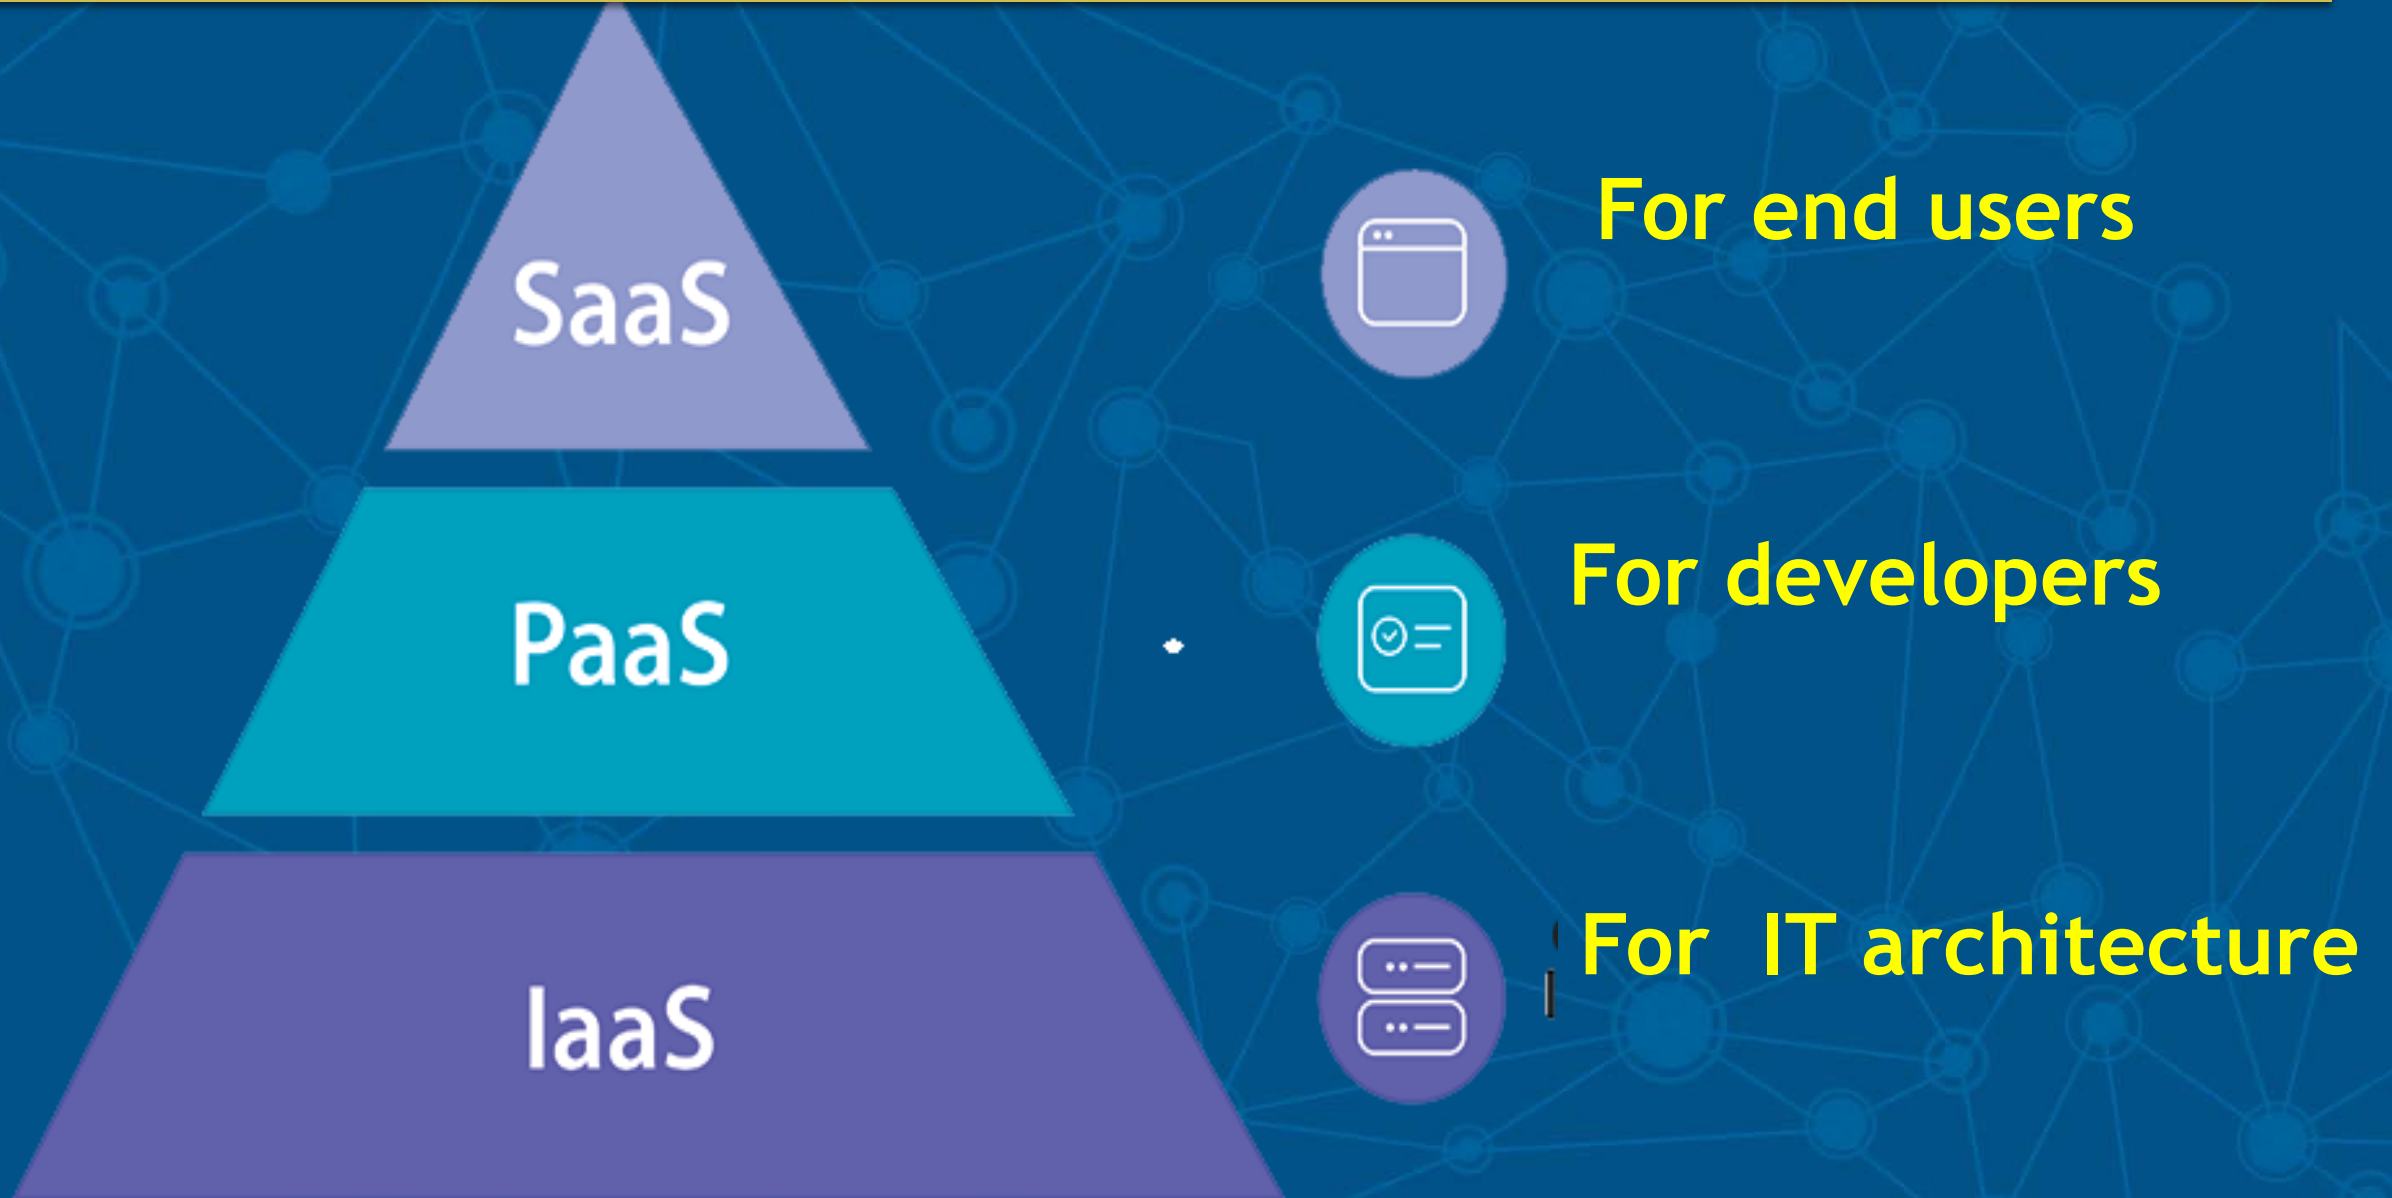 SaaS
For end users
PaaS
For developers
IaaS
For IT architecture